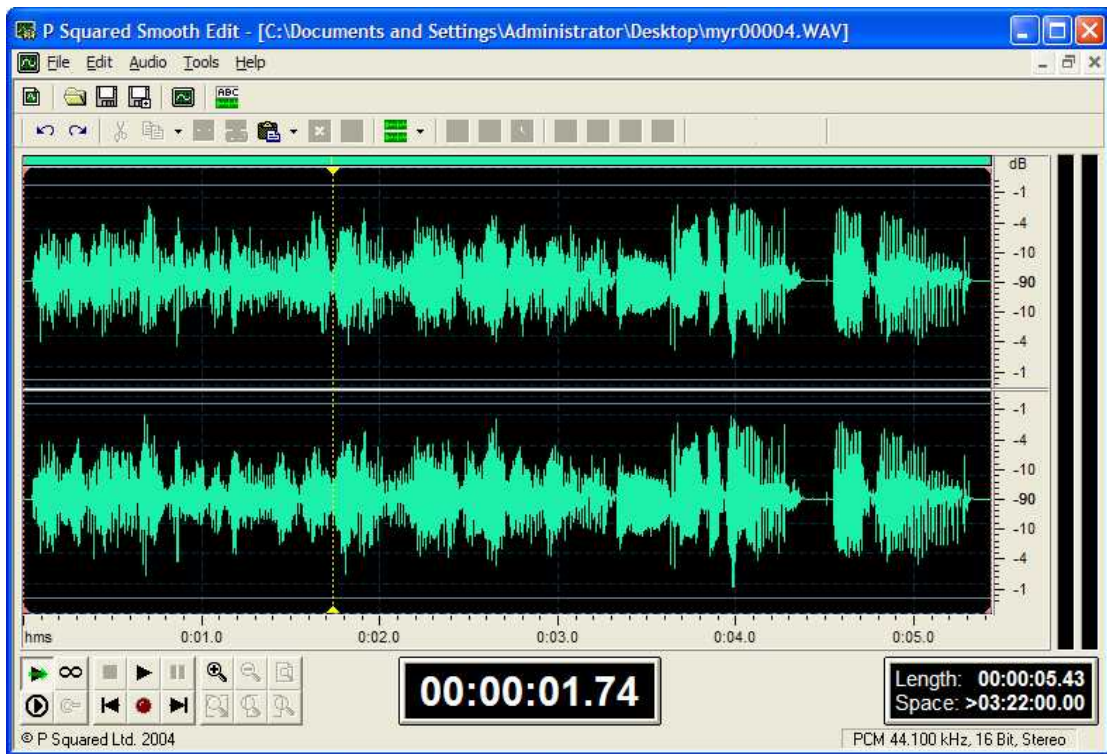 P Squared Smooth Edit - [C:\Documents and Settings\Administrator\Desktop\myr00004.WAV]
File Edit Audio Tools Help
ABC
dB
-1
-4
-10
-90
-10
-4
-1
-1
-4
-10
-90
-10
-4
-1
hms 0:01.0 0:02.0 0:03.0 0:04.0 0:05.0
00:00:01.74
Length: 00:00:05.43
Space: >03:22:00.00
© P Squared Ltd. 2004
PCM 44.100 kHz, 16 Bit, Stereo